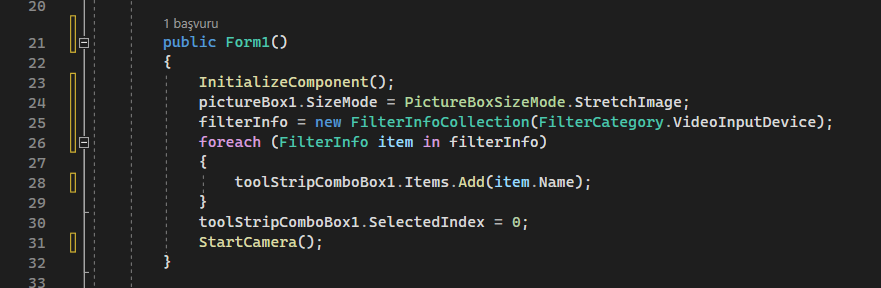 20
1 başvuru
21 public Form1()
22 {
23 InitializeComponent();
24 pictureBox1.SizeMode = PictureBoxSizeMode.StretchImage;
25 filterInfo = new FilterInfoCollection(FilterCategory.VideoInputDevice);
26 foreach (FilterInfo item in filterInfo)
27 {
28 toolStripComboBox1.Items.Add(item.Name);
29 }
30 toolStripComboBox1.SelectedIndex = 0;
31 StartCamera();
32 }
33